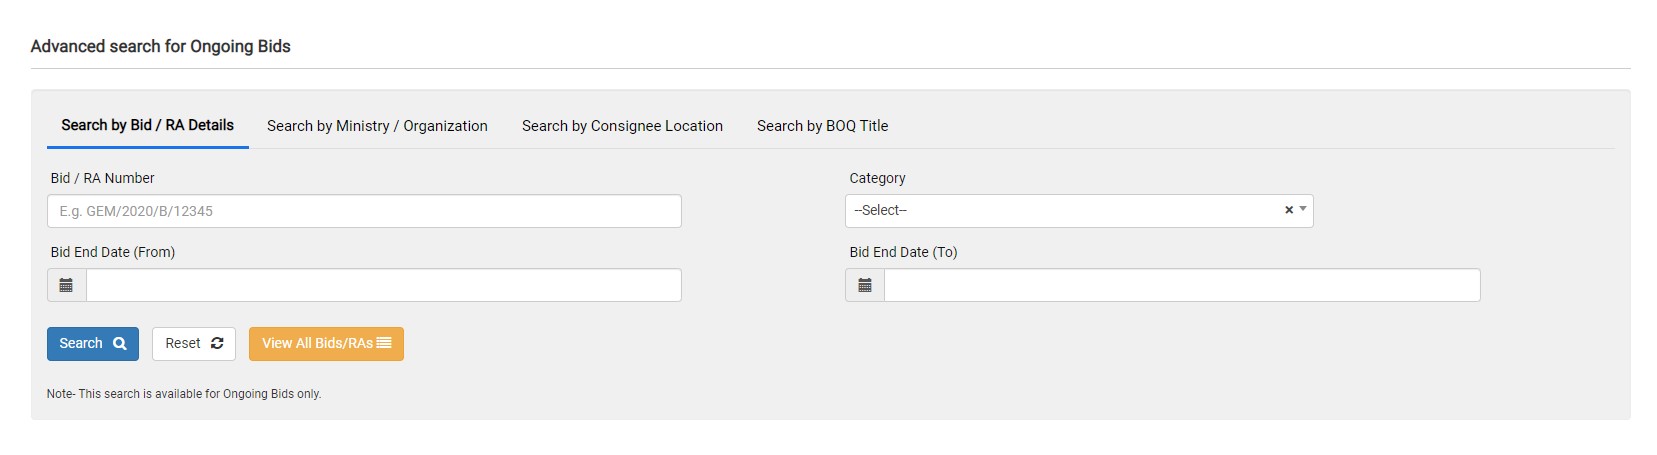 Advanced search for Ongoing Bids
Search by Bid / RA Details Search by Ministry / Organization Search by Consignee Location Search by BOQ Title
Bid / RA Number Category
E.g. GEM/2020/B/12345 --Select-- ×
Bid End Date (From) Bid End Date (To)
Search Reset View All Bids/RAs
Note- This search is available for Ongoing Bids only.